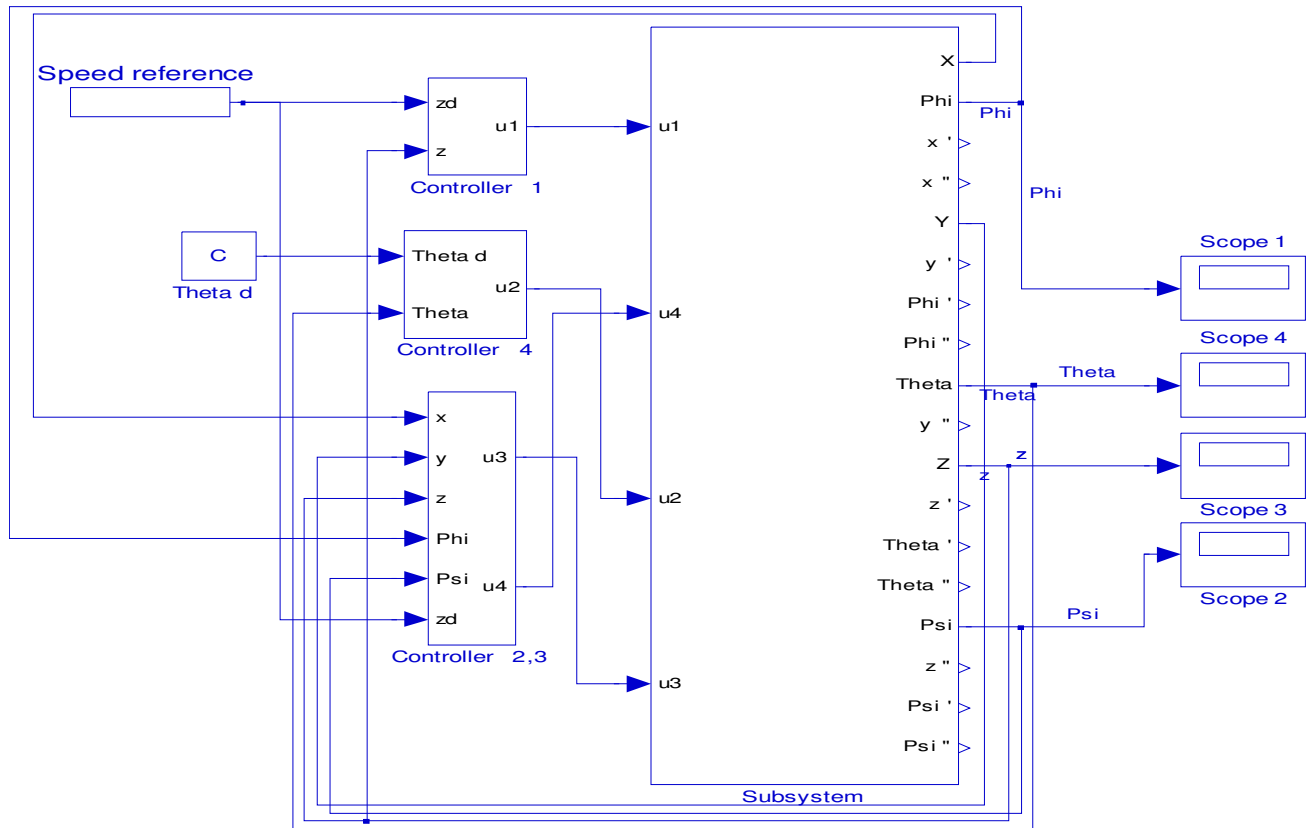 Speed reference
zd
u1
z
Controller 1
C
Theta d
Theta d
u2
Theta
Controller 4
x
y
u3
z
Phi
Psi
u4
zd
Controller 2,3
u1
u4
u2
u3
X
Phi
x '
x "
Y
y '
Phi '
Phi "
Theta
y "
Z
z '
Theta '
Theta "
Psi
z "
Psi '
Psi "
Subsystem
Phi
Phi
Theta
Theta
z
z
Psi
Scope 1
Scope 4
Scope 3
Scope 2